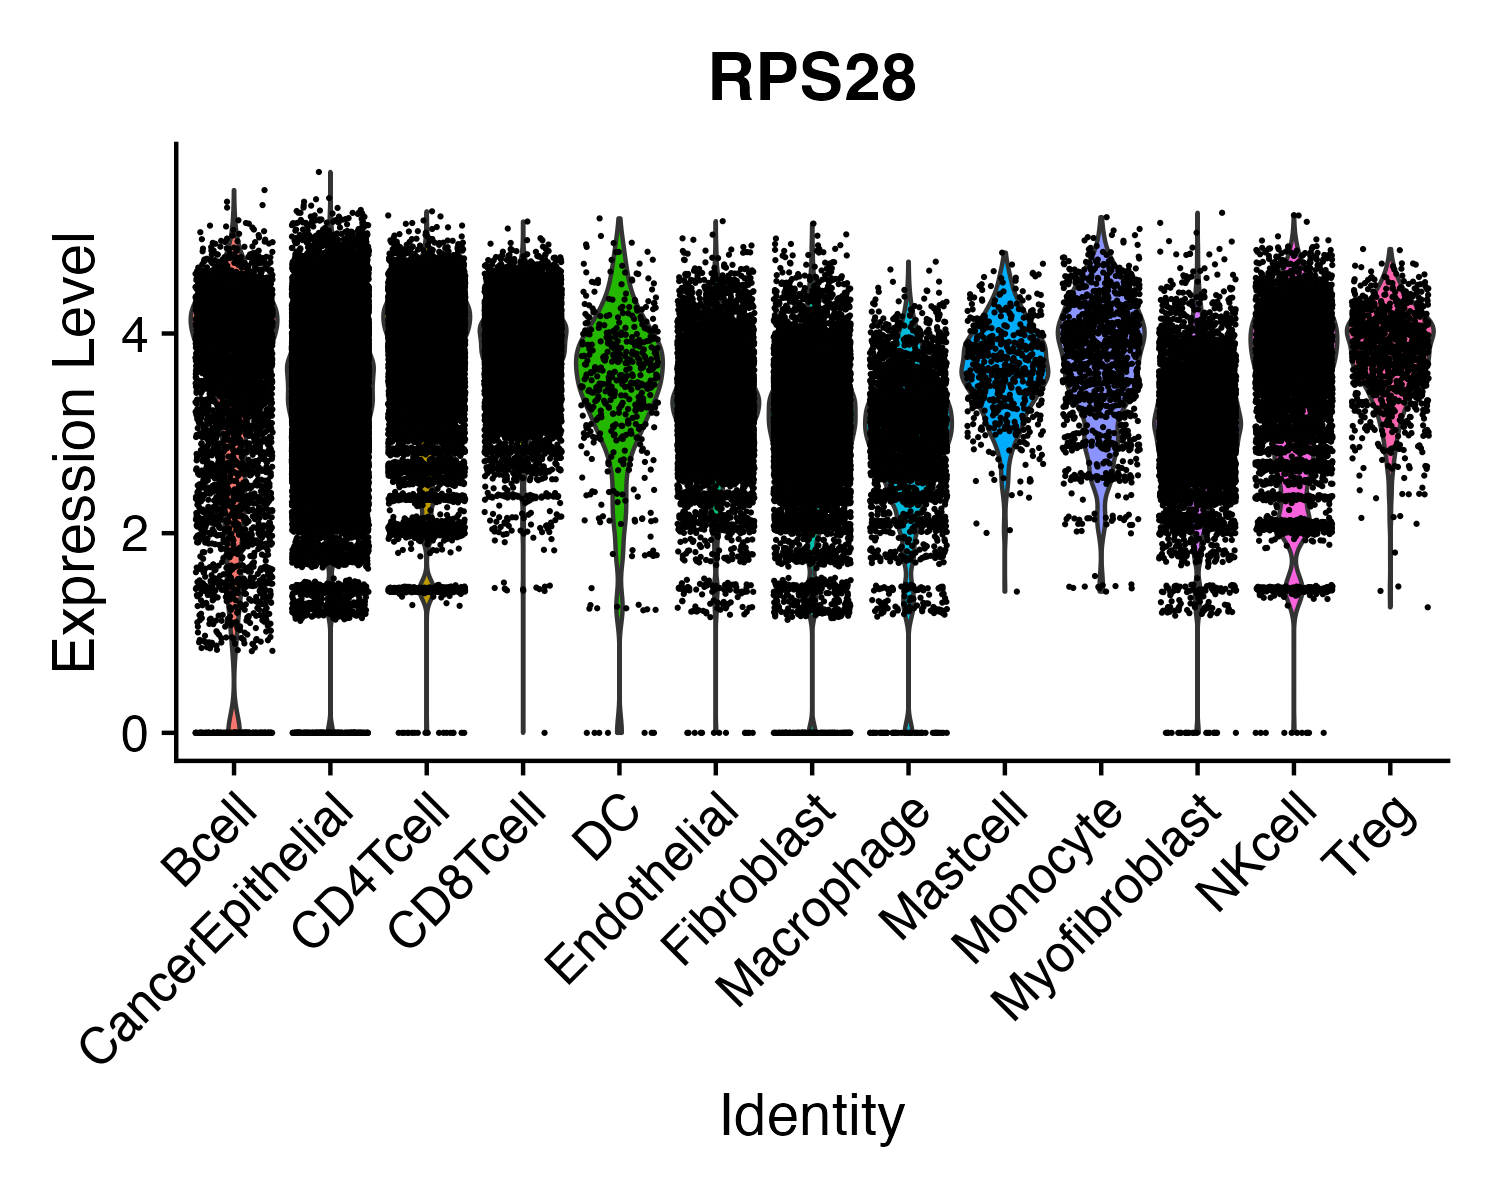 RPS28
Expression Level
4
2
0
Bcell
CancerEpithelial
CD4Tcell
CD8Tcell
DC
Endothelial
Fibroblast
Macrophage
Mastcell
Monocyte
Myofibroblast
NKcell
Treg
Identity